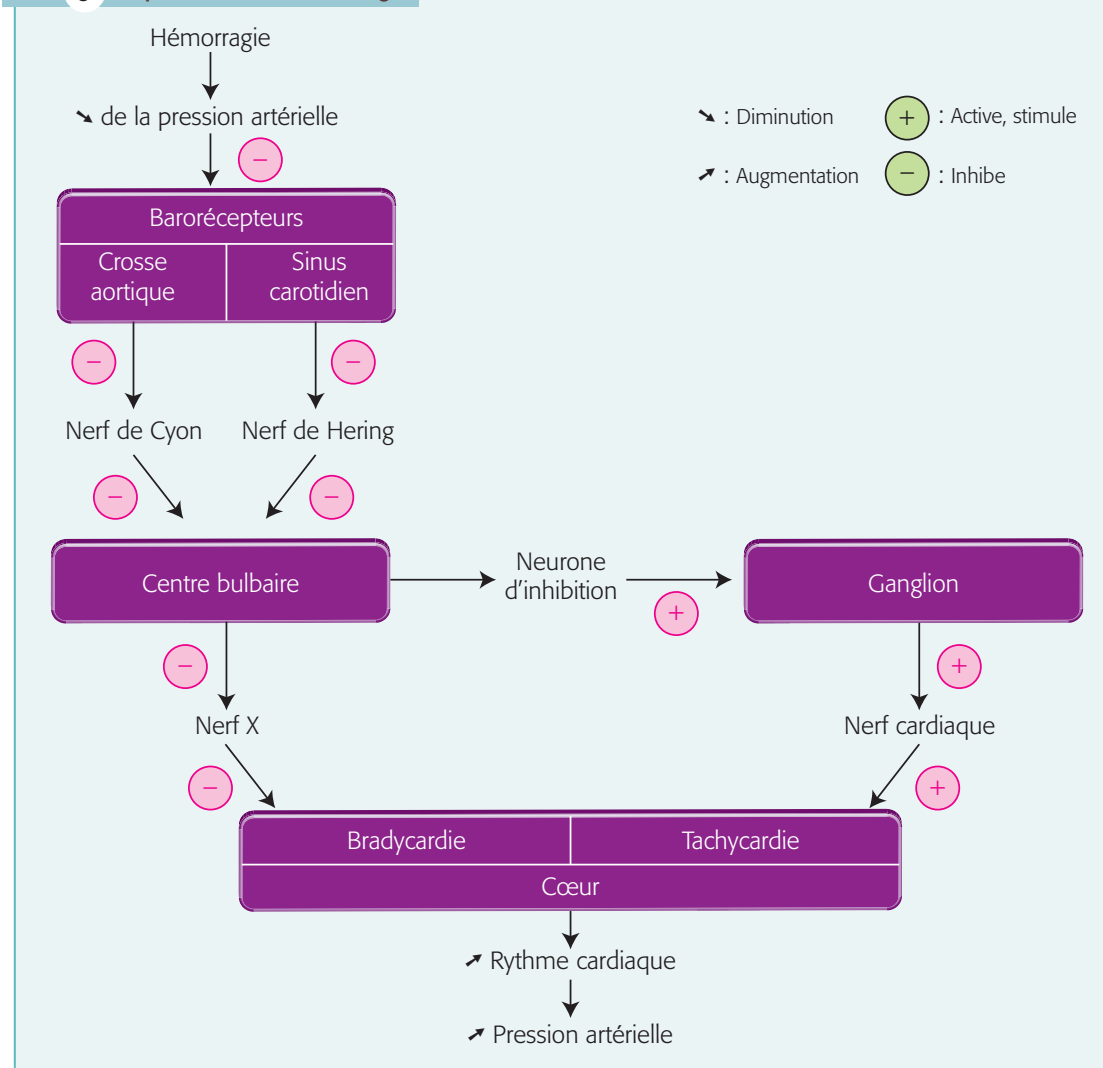 Hémorragie
➘ de la pression artérielle
➘ : Diminution
+ : Active, stimule
➚ : Augmentation
− : Inhibe
−
Barorécepteurs
Crosse
aortique
Sinus
carotidien
−
−
Nerf de Cyon
Nerf de Hering
−
−
Centre bulbaire
Neurone
d'inhibition
+
Ganglion
−
+
Nerf X
Nerf cardiaque
−
+
Bradycardie
Tachycardie
Cœur
➚ Rythme cardiaque
➚ Pression artérielle